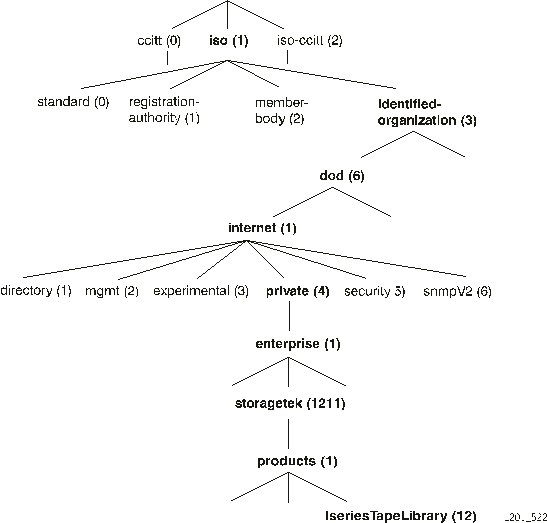 ccitt (0) iso (1) iso-ccitt (2)
standard (0) registration- member- identified-
authority (1) body (2) organization (3)
dod (6)
internet (1)
directory (1) mgmt (2) experimental (3) private (4) security 5) snmpV2 (6)
enterprise (1)
storagetek (1211)
products (1)
IseriesTapeLibrary (12)